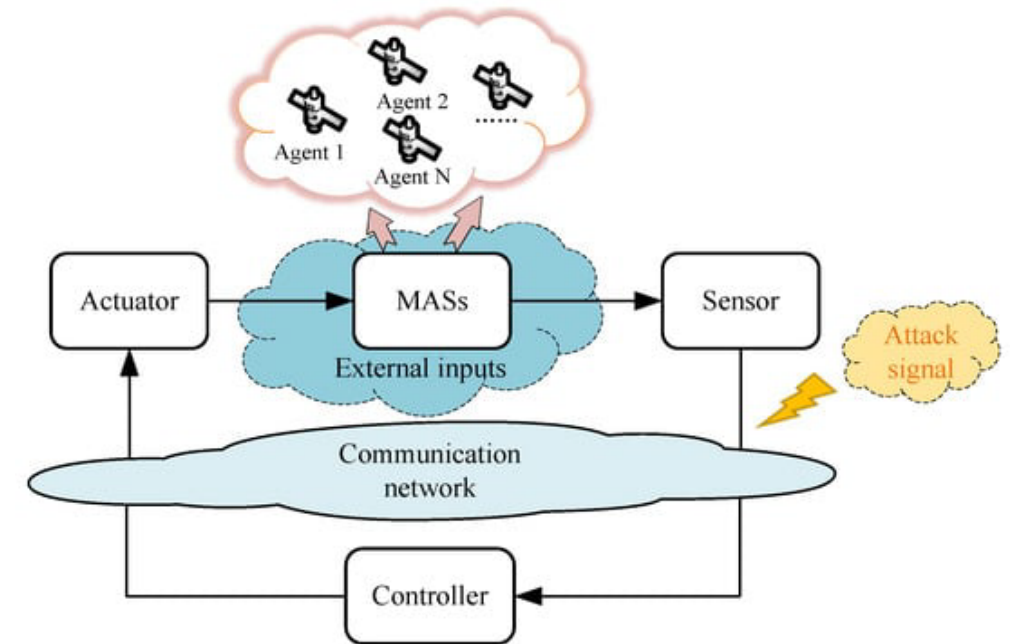 Agent 2
......
Agent 1
Agent N
Actuator
MASs
Sensor
External inputs
Attack
signal
Communication
network
Controller